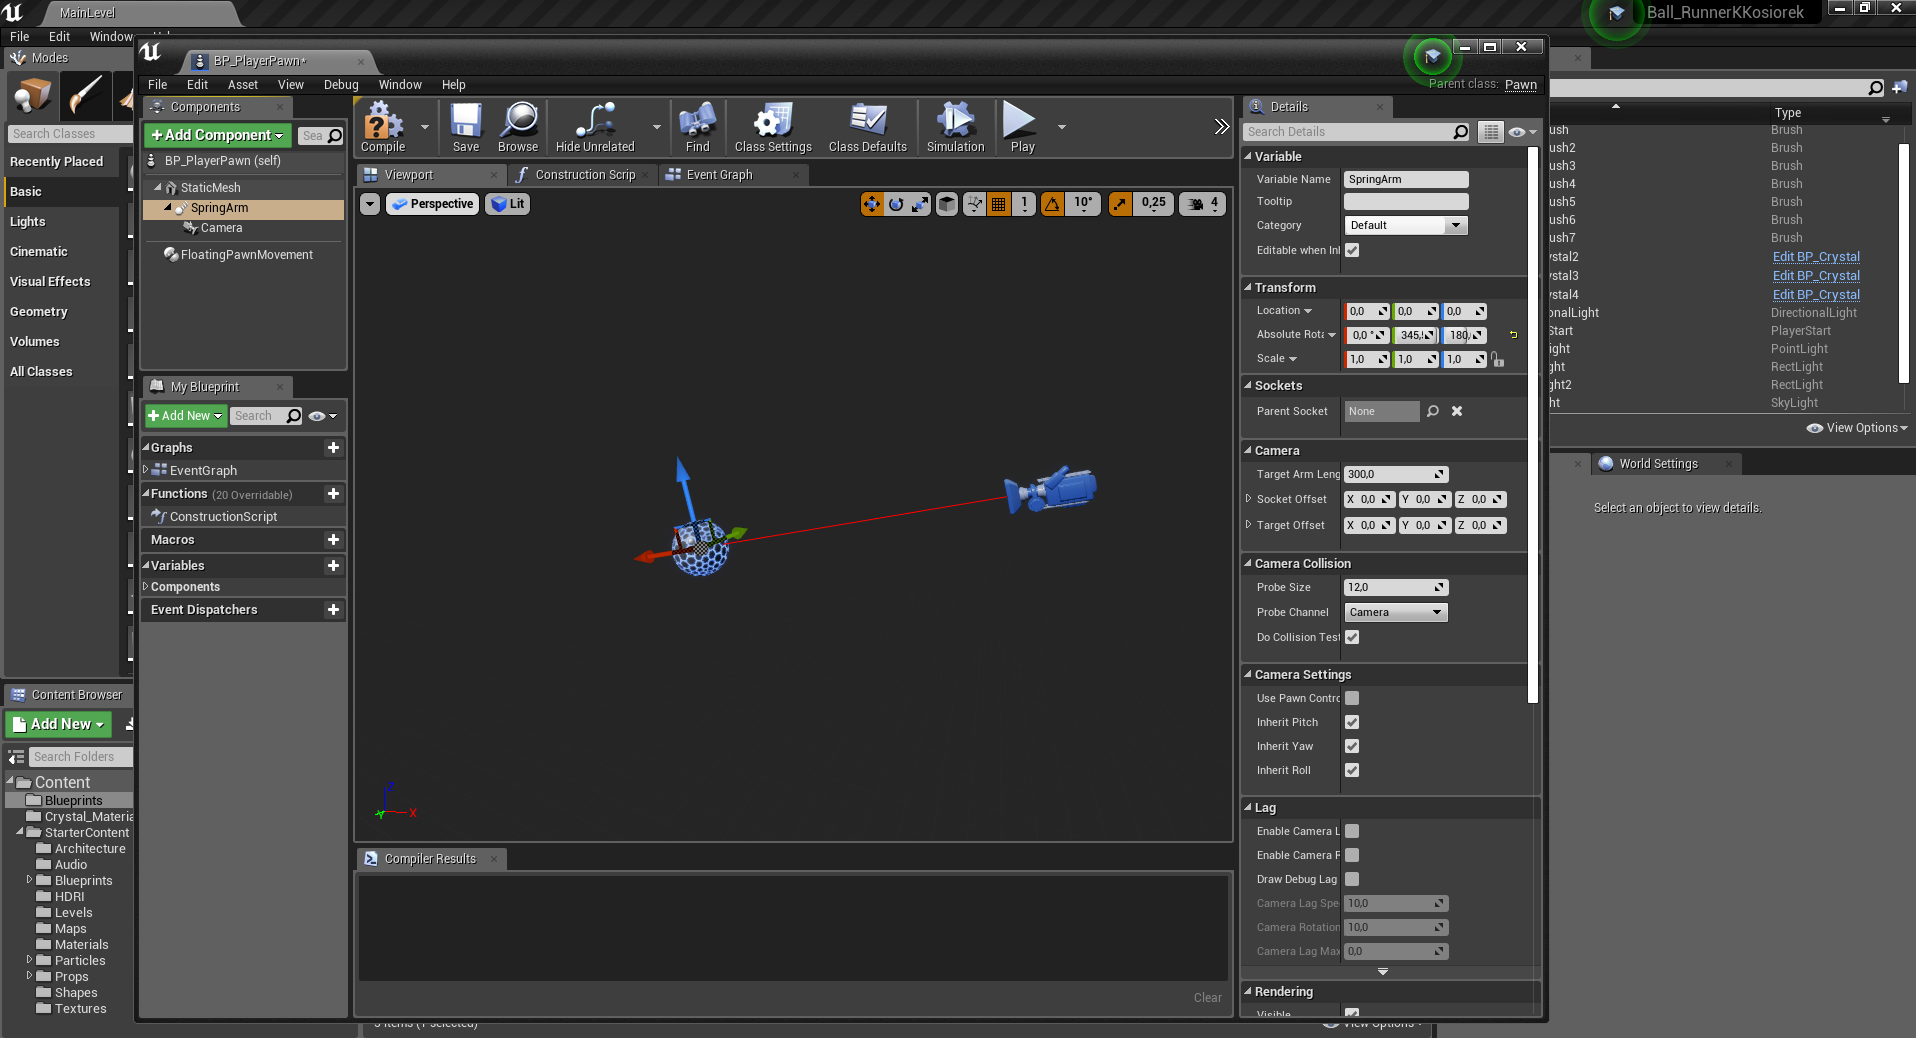 MainLevel
Ball_RunnerKKosiorek
File Edit Window
Modes
Search Classes
Recently Placed
Basic
Lights
Cinematic
Visual Effects
Geometry
Volumes
All Classes
Content Browser
Add New
Search Folders
Content
Blueprints
Crystal_Materia
StarterContent
Architecture
Audio
Blueprints
HDRI
Levels
Maps
Materials
Particles
Props
Shapes
Textures
BP_PlayerPawn*
File Edit Asset View Debug Window Help
Parent class: Pawn
Components
+Add Component
Sea
BP_PlayerPawn (self)
StaticMesh
SpringArm
Camera
FloatingPawnMovement
My Blueprint
+Add New
Search
Graphs
EventGraph
Functions (20 Overridable)
ConstructionScript
Macros
Variables
Components
Event Dispatchers
Compile Save Browse Hide Unrelated Find Class Settings Class Defaults Simulation Play
Viewport Construction Scrip Event Graph
Perspective Lit
1 10° 0,25 4
Z
X
Y
Compiler Results
Clear
Details
Search Details
Variable
Variable Name SpringArm
Tooltip
Category Default
Editable when Inl
Transform
Location 0,0 0,0 0,0
Absolute Rota 0,0 ° 345, 180,
Scale 1,0 1,0 1,0
Sockets
Parent Socket None
Camera
Target Arm Leng 300,0
Socket Offset X 0,0 Y 0,0 Z 0,0
Target Offset X 0,0 Y 0,0 Z 0,0
Camera Collision
Probe Size 12,0
Probe Channel Camera
Do Collision Test
Camera Settings
Use Pawn Contro
Inherit Pitch
Inherit Yaw
Inherit Roll
Lag
Enable Camera L
Enable Camera R
Draw Debug Lag
Camera Lag Spe 10,0
Camera Rotation 10,0
Camera Lag Max 0,0
Rendering
Visible
Type
ush Brush
ush2 Brush
ush3 Brush
ush4 Brush
ush5 Brush
ush6 Brush
ush7 Brush
ystal2 Edit BP_Crystal
ystal3 Edit BP_Crystal
ystal4 Edit BP_Crystal
onalLight DirectionalLight
Start PlayerStart
ight PointLight
ght RectLight
ght2 RectLight
ht SkyLight
View Options
World Settings
Select an object to view details.
View Options